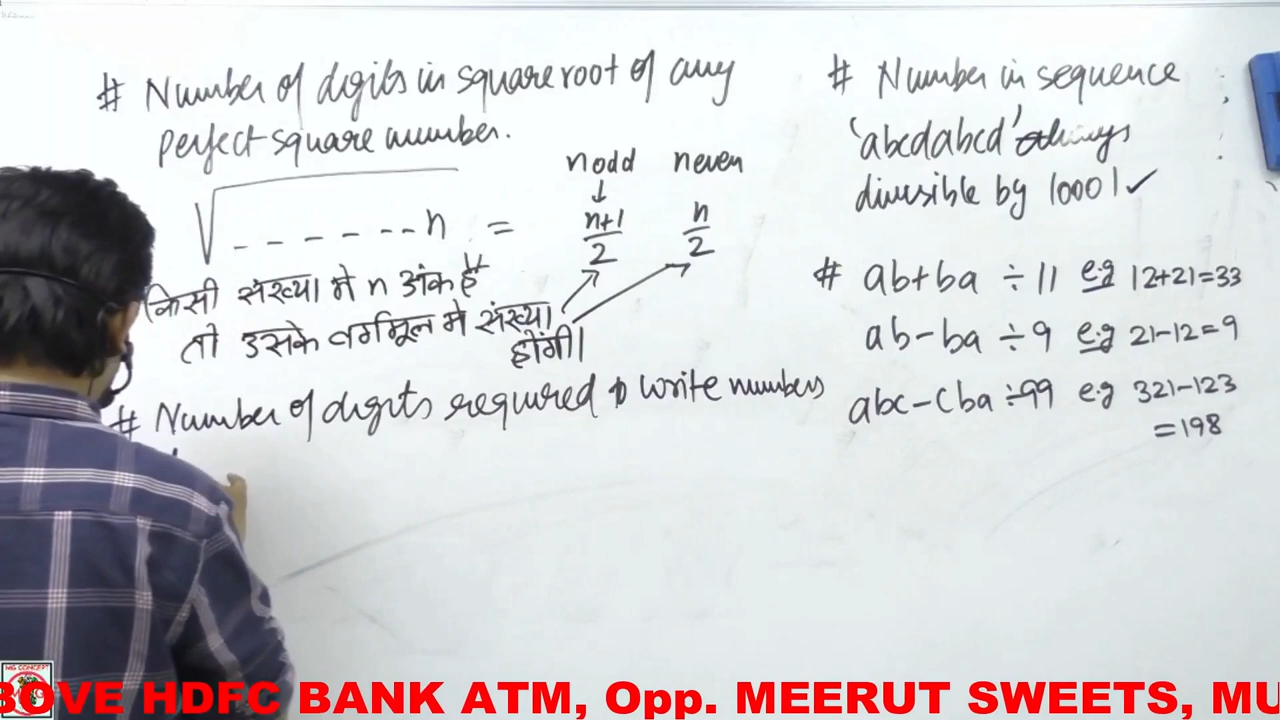 # Number of digits in square root of any
perfect square number.
n odd n even
√ _ _ _ _ _ _ _ n = n+1/2 n/2
किसी संख्या मे n अंक है
तो उसके वर्गमूल मे संख्या
होंगी।
# Number of digits required to write numbers
# Number in sequence
'abcdabcd' always
divisible by 10001 ✓
# ab+ba ÷ 11 e.g 12+21=33
ab-ba ÷ 9 e.g 21-12=9
abc-cba ÷ 99 e.g 321-123
=198
MG CONCEPT
BOVE HDFC BANK ATM, Opp. MEERUT SWEETS, MU